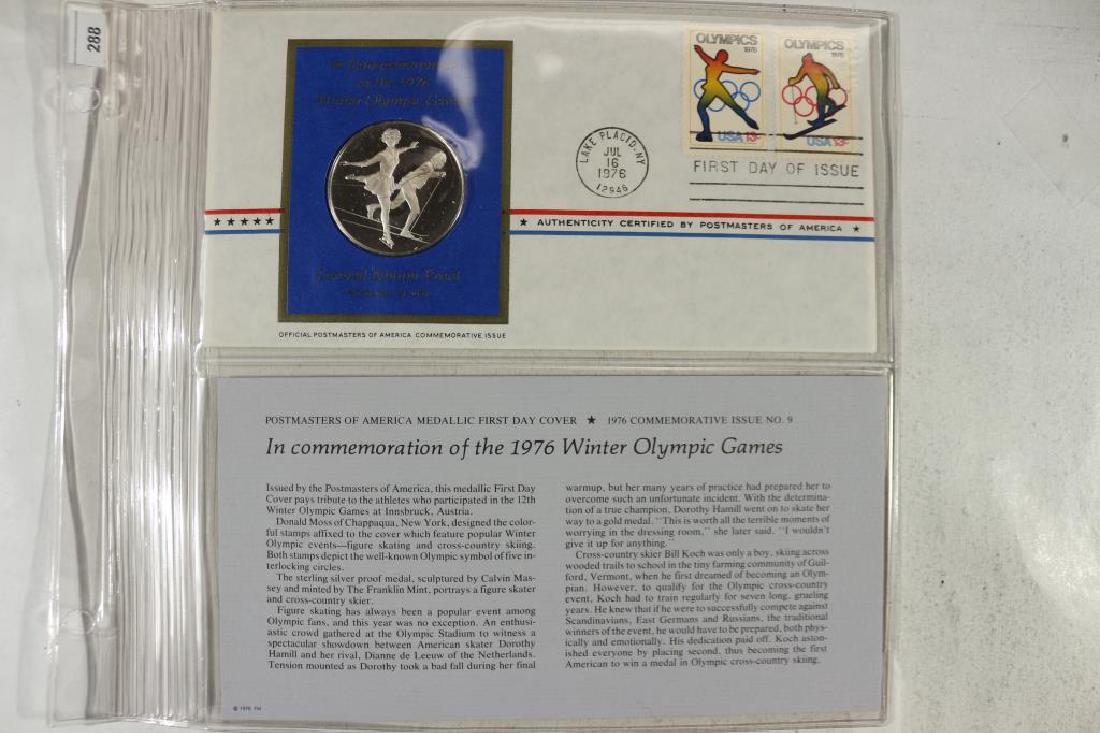 288
In Commemoration
of the 1976
Winter Olympic Games
OLYMPICS
1976
USA 13c
OLYMPICS
1976
USA 13c
LAKE PLACID, NY
JUL
16
1976
12946
FIRST DAY OF ISSUE
★ ★ ★ ★ ★
★ AUTHENTICITY CERTIFIED BY POSTMASTERS OF AMERICA ★
OFFICIAL POSTMASTERS OF AMERICA COMMEMORATIVE ISSUE
POSTMASTERS OF AMERICA MEDALLIC FIRST DAY COVER ★ 1976 COMMEMORATIVE ISSUE NO. 9
In commemoration of the 1976 Winter Olympic Games
Issued by the Postmasters of America, this medallic First Day
Cover pays tribute to the athletes who participated in the 12th
Winter Olympic Games at Innsbruck, Austria.
Donald Moss of Chappaqua, New York, designed the color-
ful stamps affixed to the cover which feature popular Winter
Olympic events—figure skating and cross-country skiing.
Both stamps depict the well-known Olympic symbol of five in-
terlocking circles.
The sterling silver proof medal, sculptured by Calvin Mas-
sey and minted by The Franklin Mint, portrays a figure skater
and cross-country skier.
Figure skating has always been a popular event among
Olympic fans, and this year was no exception. An enthusi-
astic crowd gathered at the Olympic Stadium to witness a
spectacular showdown between American skater Dorothy
Hamill and her rival, Dianne de Leeuw of the Netherlands.
Tension mounted as Dorothy took a bad fall during her final
warmup, but her many years of practice had prepared her to
overcome such an unfortunate incident. With the determina-
tion of a true champion, Dorothy Hamill went on to skate her
way to a gold medal. "This is worth all the terrible moments of
worrying in the dressing room," she later said. "I wouldn't
give it up for anything."
Cross-country skier Bill Koch was only a boy, skiing across
wooded trails to school in the tiny farming community of Guil-
ford, Vermont, when he first dreamed of becoming an Olym-
pian. However, to qualify for the Olympic cross-country
event, Koch had to train regularly for seven long, grueling
years. He knew that if he were to successfully compete against
Scandinavians, East Germans and Russians, the traditional
winners of the event, he would have to be prepared, both phys-
ically and emotionally. His dedication paid off. Koch aston-
ished everyone by placing second, thus becoming the first
American to win a medal in Olympic cross-country skiing.
© 1976 FM